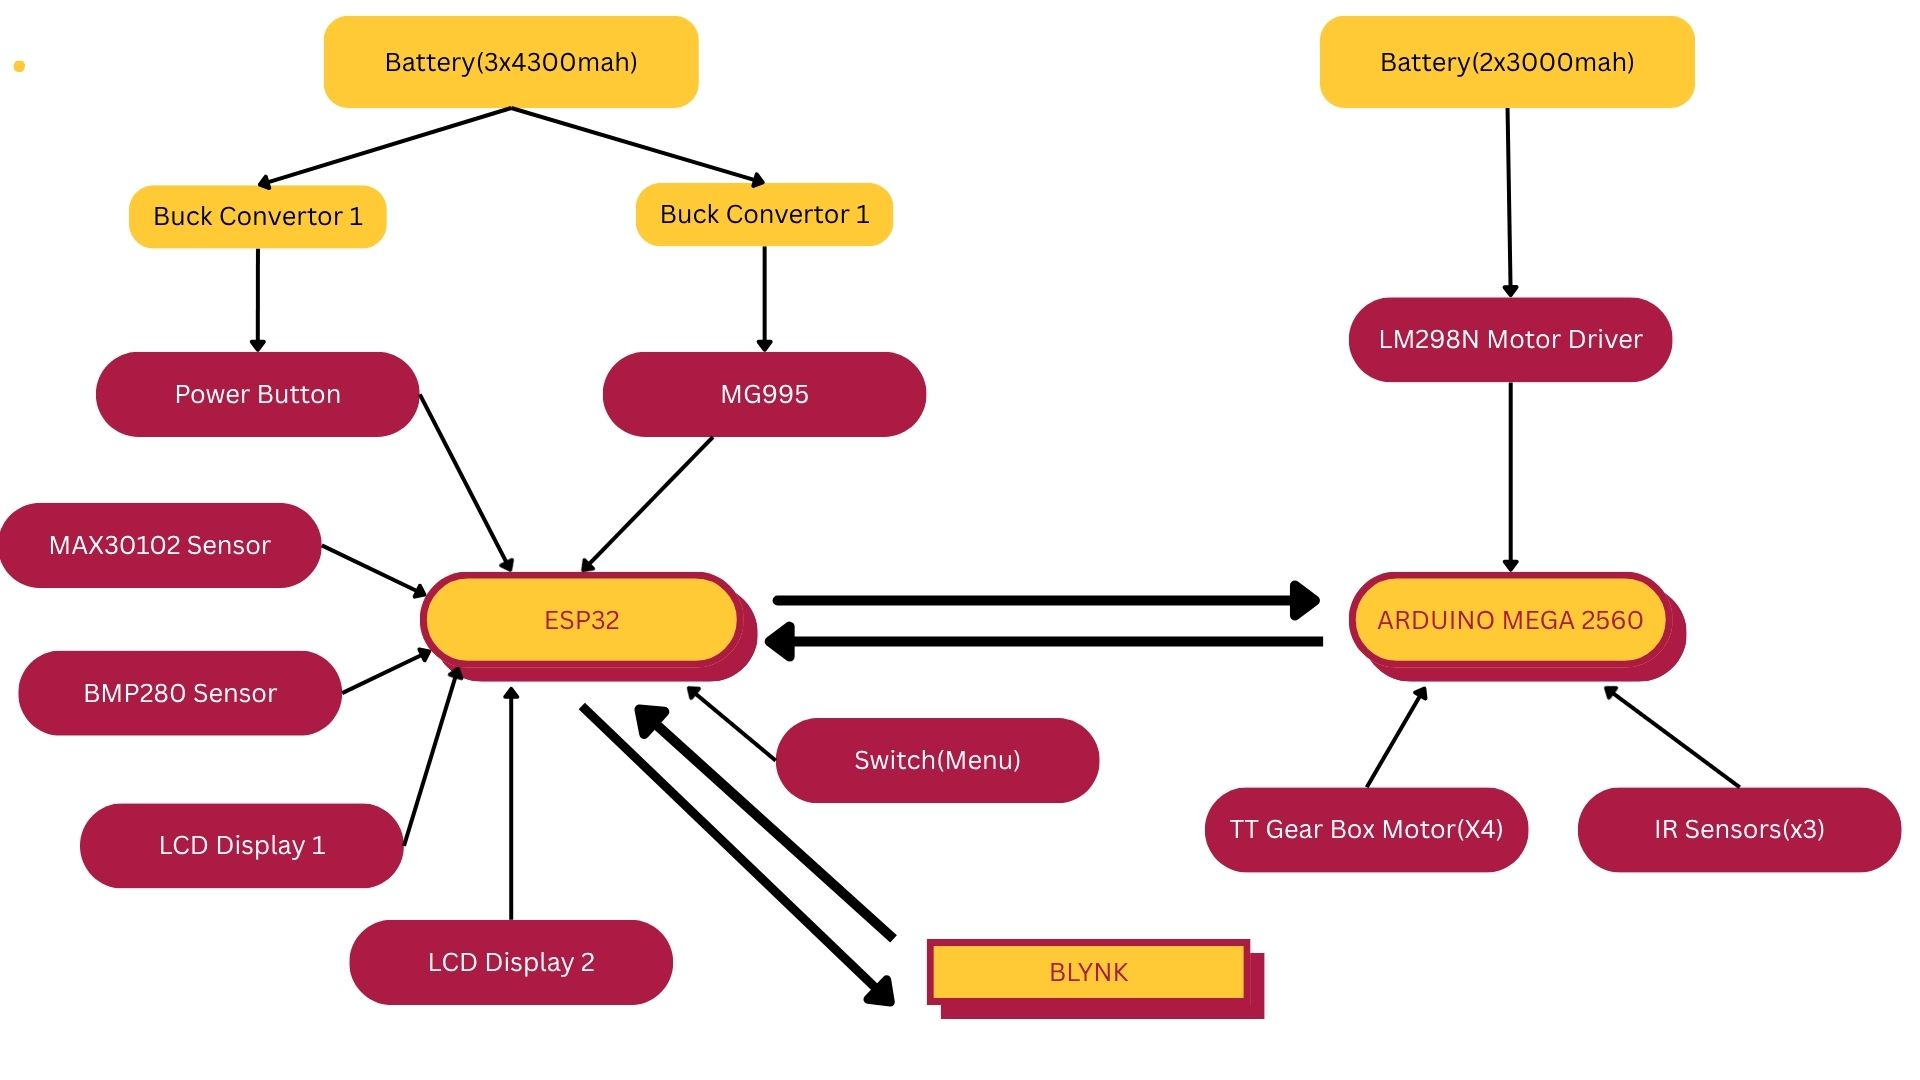 Battery(3x4300mah)
Battery(2x3000mah)
Buck Convertor 1
Buck Convertor 1
LM298N Motor Driver
Power Button
MG995
MAX30102 Sensor
ESP32
ARDUINO MEGA 2560
BMP280 Sensor
Switch(Menu)
LCD Display 1
TT Gear Box Motor(X4)
IR Sensors(x3)
LCD Display 2
BLYNK